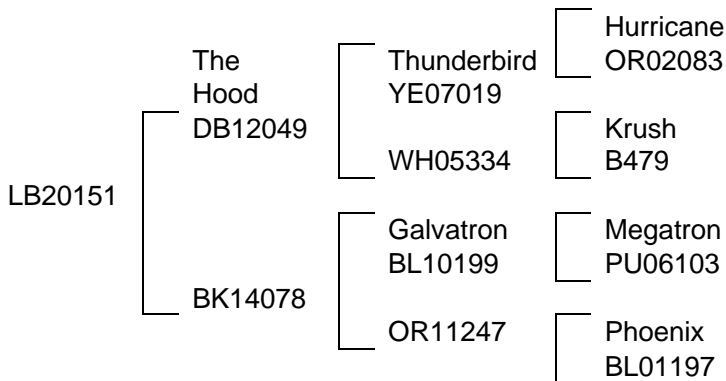 LB20151
The
Hood
DB12049
BK14078
Thunderbird
YE07019
WH05334
Galvatron
BL10199
OR11247
Hurricane
OR02083
Krush
B479
Megatron
PU06103
Phoenix
BL01197